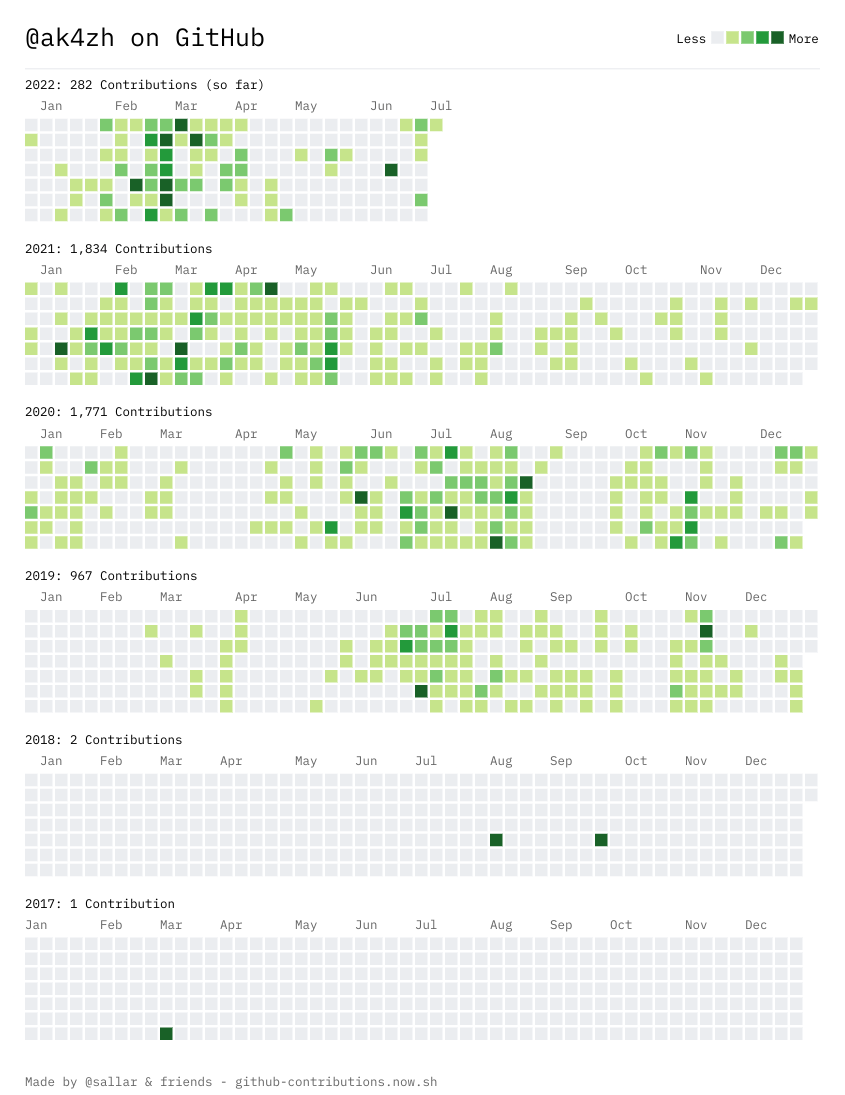 @ak4zh on GitHub
Less More
2022: 282 Contributions (so far)
Jan Feb Mar Apr May Jun Jul
2021: 1,834 Contributions
Jan Feb Mar Apr May Jun Jul Aug Sep Oct Nov Dec
2020: 1,771 Contributions
Jan Feb Mar Apr May Jun Jul Aug Sep Oct Nov Dec
2019: 967 Contributions
Jan Feb Mar Apr May Jun Jul Aug Sep Oct Nov Dec
2018: 2 Contributions
Jan Feb Mar Apr May Jun Jul Aug Sep Oct Nov Dec
2017: 1 Contribution
Jan Feb Mar Apr May Jun Jul Aug Sep Oct Nov Dec
Made by @sallar & friends - github-contributions.now.sh